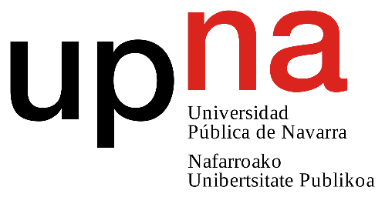 upna
Universidad
Pública de Navarra
Nafarroako
Unibertsitate Publikoa